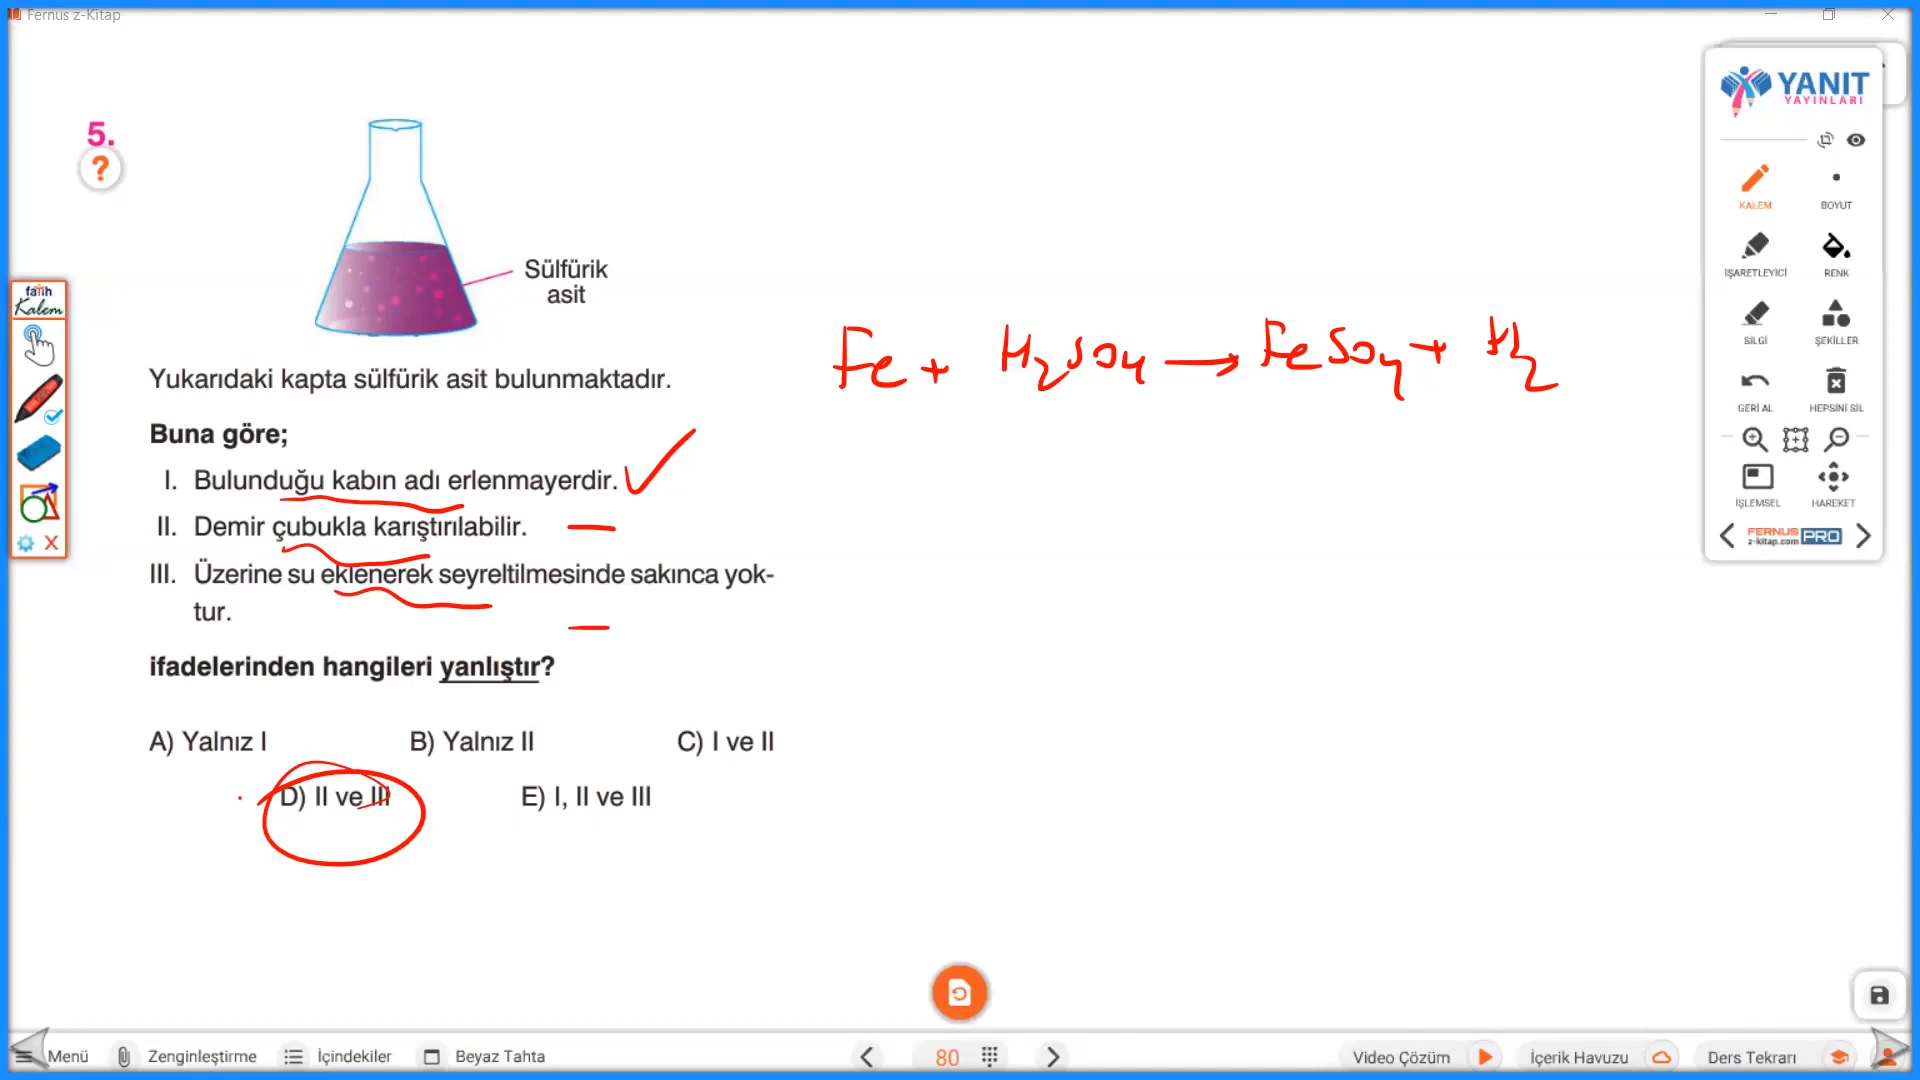 Fernus z-Kitap
5.
?
Sülfürik
asit
Yukarıdaki kapta sülfürik asit bulunmaktadır.
Buna göre;
I. Bulunduğu kabın adı erlenmayerdir.
II. Demir çubukla karıştırılabilir.
III. Üzerine su eklenerek seyreltilmesinde sakınca yok-
tur.
ifadelerinden hangileri yanlıştır?
A) Yalnız I B) Yalnız II C) I ve II
D) II ve III E) I, II ve III
Fe + H2SO4 → FeSO4 + H2
fatih
Kalem
YANIT
YAYINLARI
KALEM BOYUT
İŞARETLEYİCİ RENK
SİLGİ ŞEKİLLER
GERİ AL HEPSİNİ SİL
İŞLEMSEL HAREKET
FERNUS
z-kitap.com PRO
Menü Zenginleştirme İçindekiler Beyaz Tahta 80 Video Çözüm İçerik Havuzu Ders Tekrarı